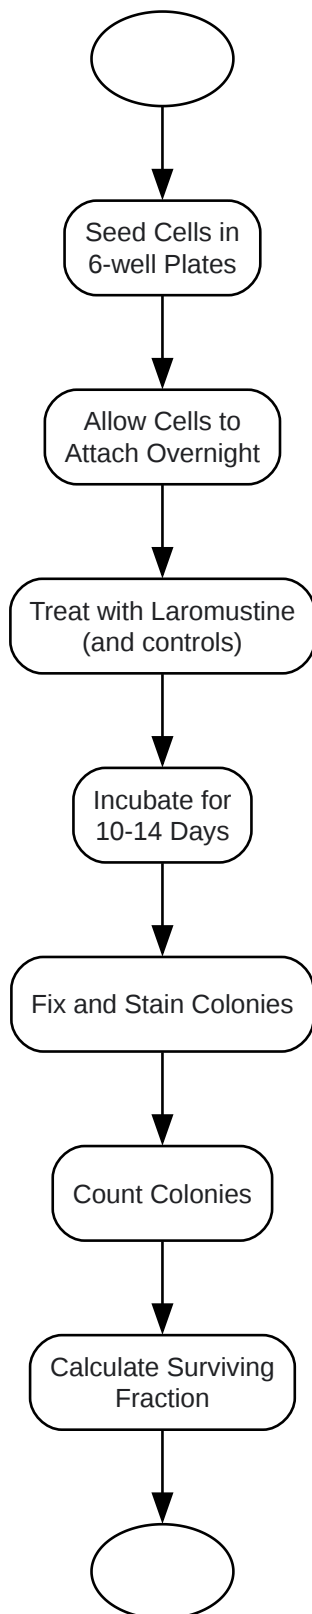 Seed Cells in
6-well Plates
Allow Cells to
Attach Overnight
Treat with Laromustine
(and controls)
Incubate for
10-14 Days
Fix and Stain Colonies
Count Colonies
Calculate Surviving
Fraction